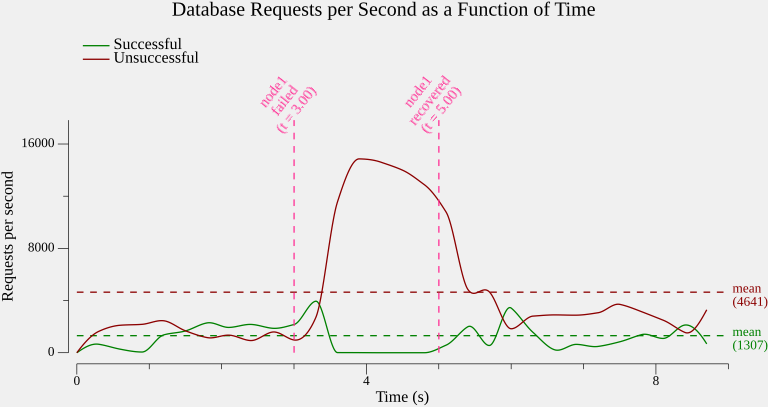 Database Requests per Second as a Function of Time
Successful
Unsuccessful
node1
failed
(t = 3.00)
node1
recovered
(t = 5.00)
Requests per second
16000
8000
0
mean
(4641)
mean
(1307)
0
4
8
Time (s)